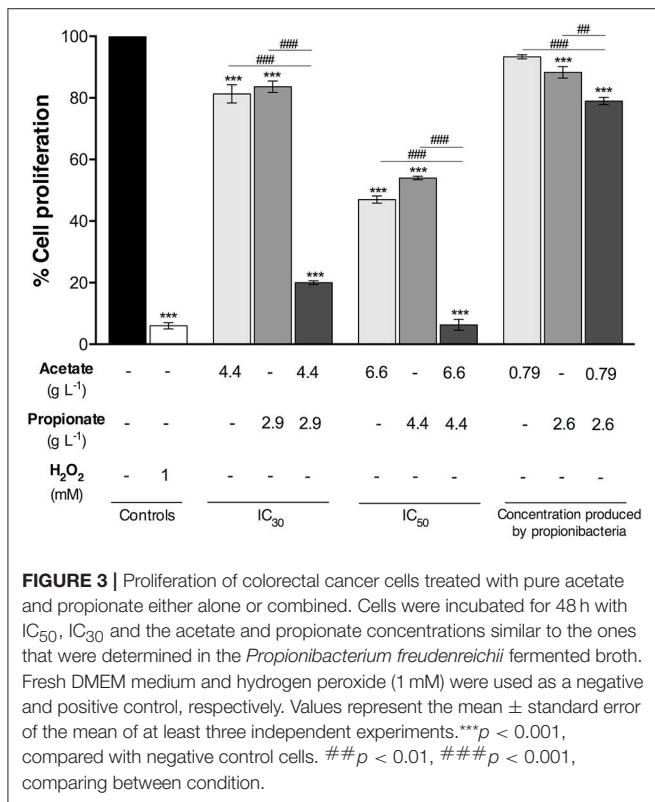 100
80
60
40
20
0
% Cell proliferation
***
***
***
***
###
###
***
***
***
###
###
***
***
###
##
Acetate - - 4.4 - 4.4 6.6 - 6.6 0.79 - 0.79
(g L⁻¹)
Propionate - - - 2.9 2.9 - 4.4 4.4 - 2.6 2.6
(g L⁻¹)
H₂O₂ - 1 - - - - - - - - -
(mM)
Controls IC₃₀ IC₅₀ Concentration produced
by propionibacteria
FIGURE 3 | Proliferation of colorectal cancer cells treated with pure acetate
and propionate either alone or combined. Cells were incubated for 48 h with
IC₅₀, IC₃₀ and the acetate and propionate concentrations similar to the ones
that were determined in the Propionibacterium freudenreichii fermented broth.
Fresh DMEM medium and hydrogen peroxide (1 mM) were used as a negative
and positive control, respectively. Values represent the mean ± standard error
of the mean of at least three independent experiments.***p < 0.001,
compared with negative control cells. ##p < 0.01, ###p < 0.001,
comparing between condition.